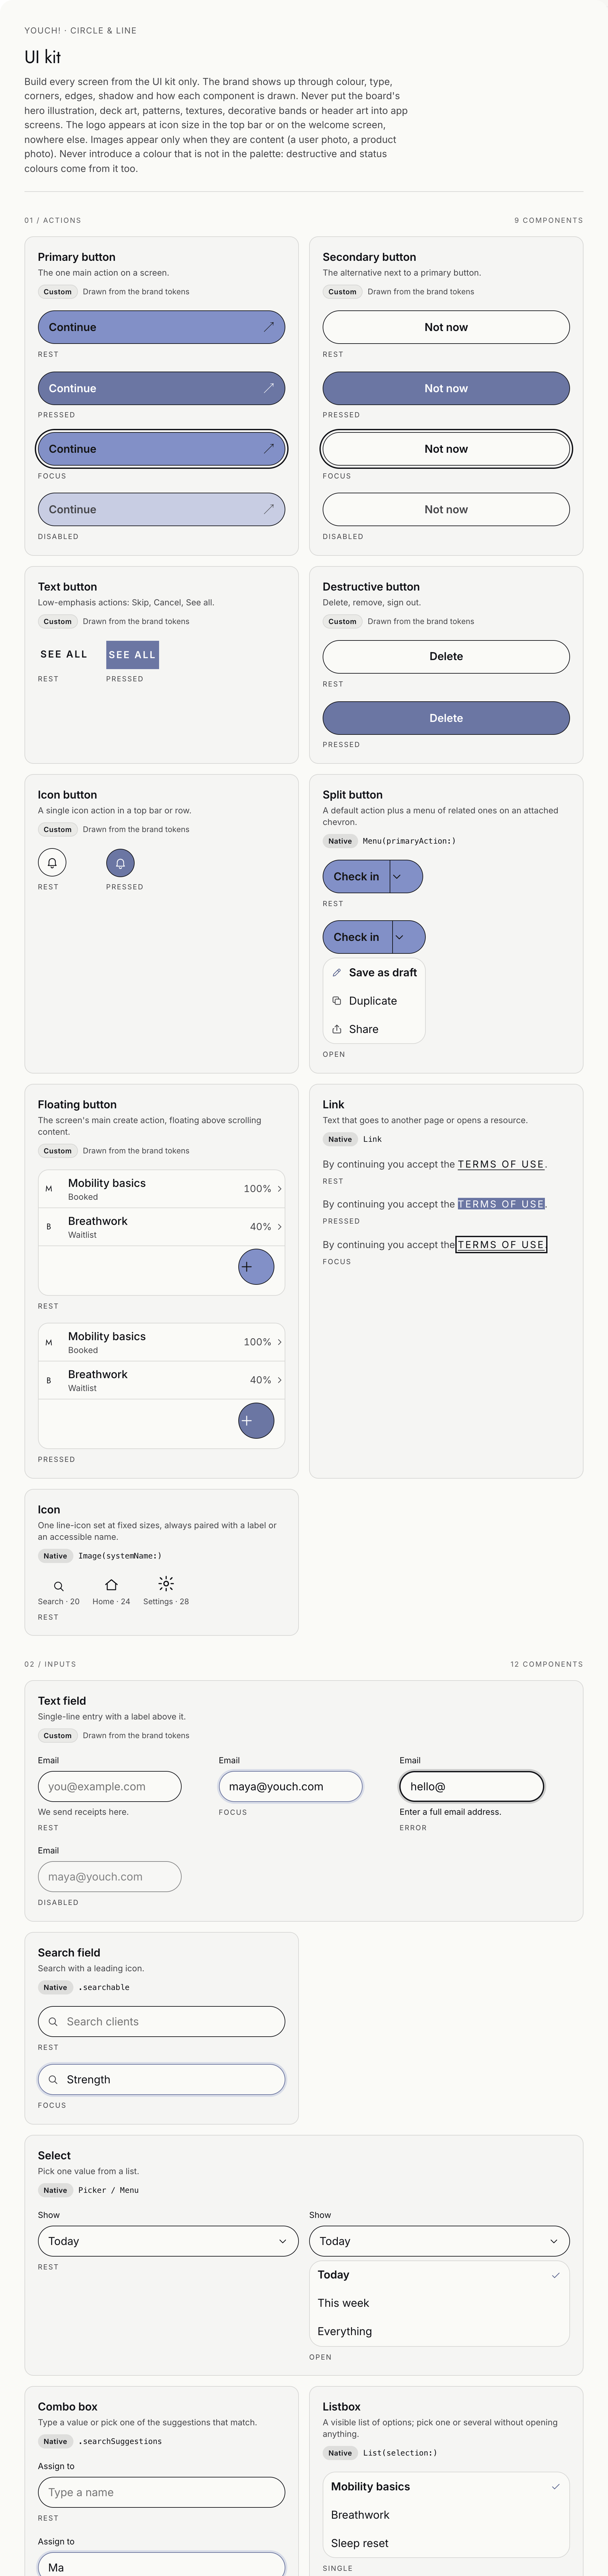 YOUCH! · CIRCLE & LINE
UI kit
Build every screen from the UI kit only. The brand shows up through colour, type,
corners, edges, shadow and how each component is drawn. Never put the board's
hero illustration, deck art, patterns, textures, decorative bands or header art into app
screens. The logo appears at icon size in the top bar or on the welcome screen,
nowhere else. Images appear only when they are content (a user photo, a product
photo). Never introduce a colour that is not in the palette: destructive and status
colours come from it too.
01 / ACTIONS
9 COMPONENTS
Primary button
The one main action on a screen.
Custom Drawn from the brand tokens
Continue
REST
Continue
PRESSED
Continue
FOCUS
Continue
DISABLED
Secondary button
The alternative next to a primary button.
Custom Drawn from the brand tokens
Not now
REST
Not now
PRESSED
Not now
FOCUS
Not now
DISABLED
Text button
Low-emphasis actions: Skip, Cancel, See all.
Custom Drawn from the brand tokens
SEE ALL SEE ALL
REST PRESSED
Destructive button
Delete, remove, sign out.
Custom Drawn from the brand tokens
Delete
REST
Delete
PRESSED
Icon button
A single icon action in a top bar or row.
Custom Drawn from the brand tokens
REST PRESSED
Split button
A default action plus a menu of related ones on an attached
chevron.
Native Menu(primaryAction:)
Check in
REST
Check in
Save as draft
Duplicate
Share
OPEN
Floating button
The screen's main create action, floating above scrolling
content.
Custom Drawn from the brand tokens
M Mobility basics 100%
Booked
B Breathwork 40%
Waitlist
REST
M Mobility basics 100%
Booked
B Breathwork 40%
Waitlist
PRESSED
Link
Text that goes to another page or opens a resource.
Native Link
By continuing you accept the TERMS OF USE.
REST
By continuing you accept the TERMS OF USE.
PRESSED
By continuing you accept the TERMS OF USE
FOCUS
Icon
One line-icon set at fixed sizes, always paired with a label or
an accessible name.
Native Image(systemName:)
Search · 20 Home · 24 Settings · 28
REST
02 / INPUTS
12 COMPONENTS
Text field
Single-line entry with a label above it.
Custom Drawn from the brand tokens
Email
you@example.com
We send receipts here.
REST
Email
maya@youch.com
FOCUS
Email
hello@
Enter a full email address.
ERROR
Email
maya@youch.com
DISABLED
Search field
Search with a leading icon.
Native .searchable
Search clients
REST
Strength
FOCUS
Select
Pick one value from a list.
Native Picker / Menu
Show
Today
REST
Show
Today
Today
This week
Everything
OPEN
Combo box
Type a value or pick one of the suggestions that match.
Native .searchSuggestions
Assign to
Type a name
REST
Assign to
Ma
Listbox
A visible list of options; pick one or several without opening
anything.
Native List(selection:)
Mobility basics
Breathwork
Sleep reset
SINGLE